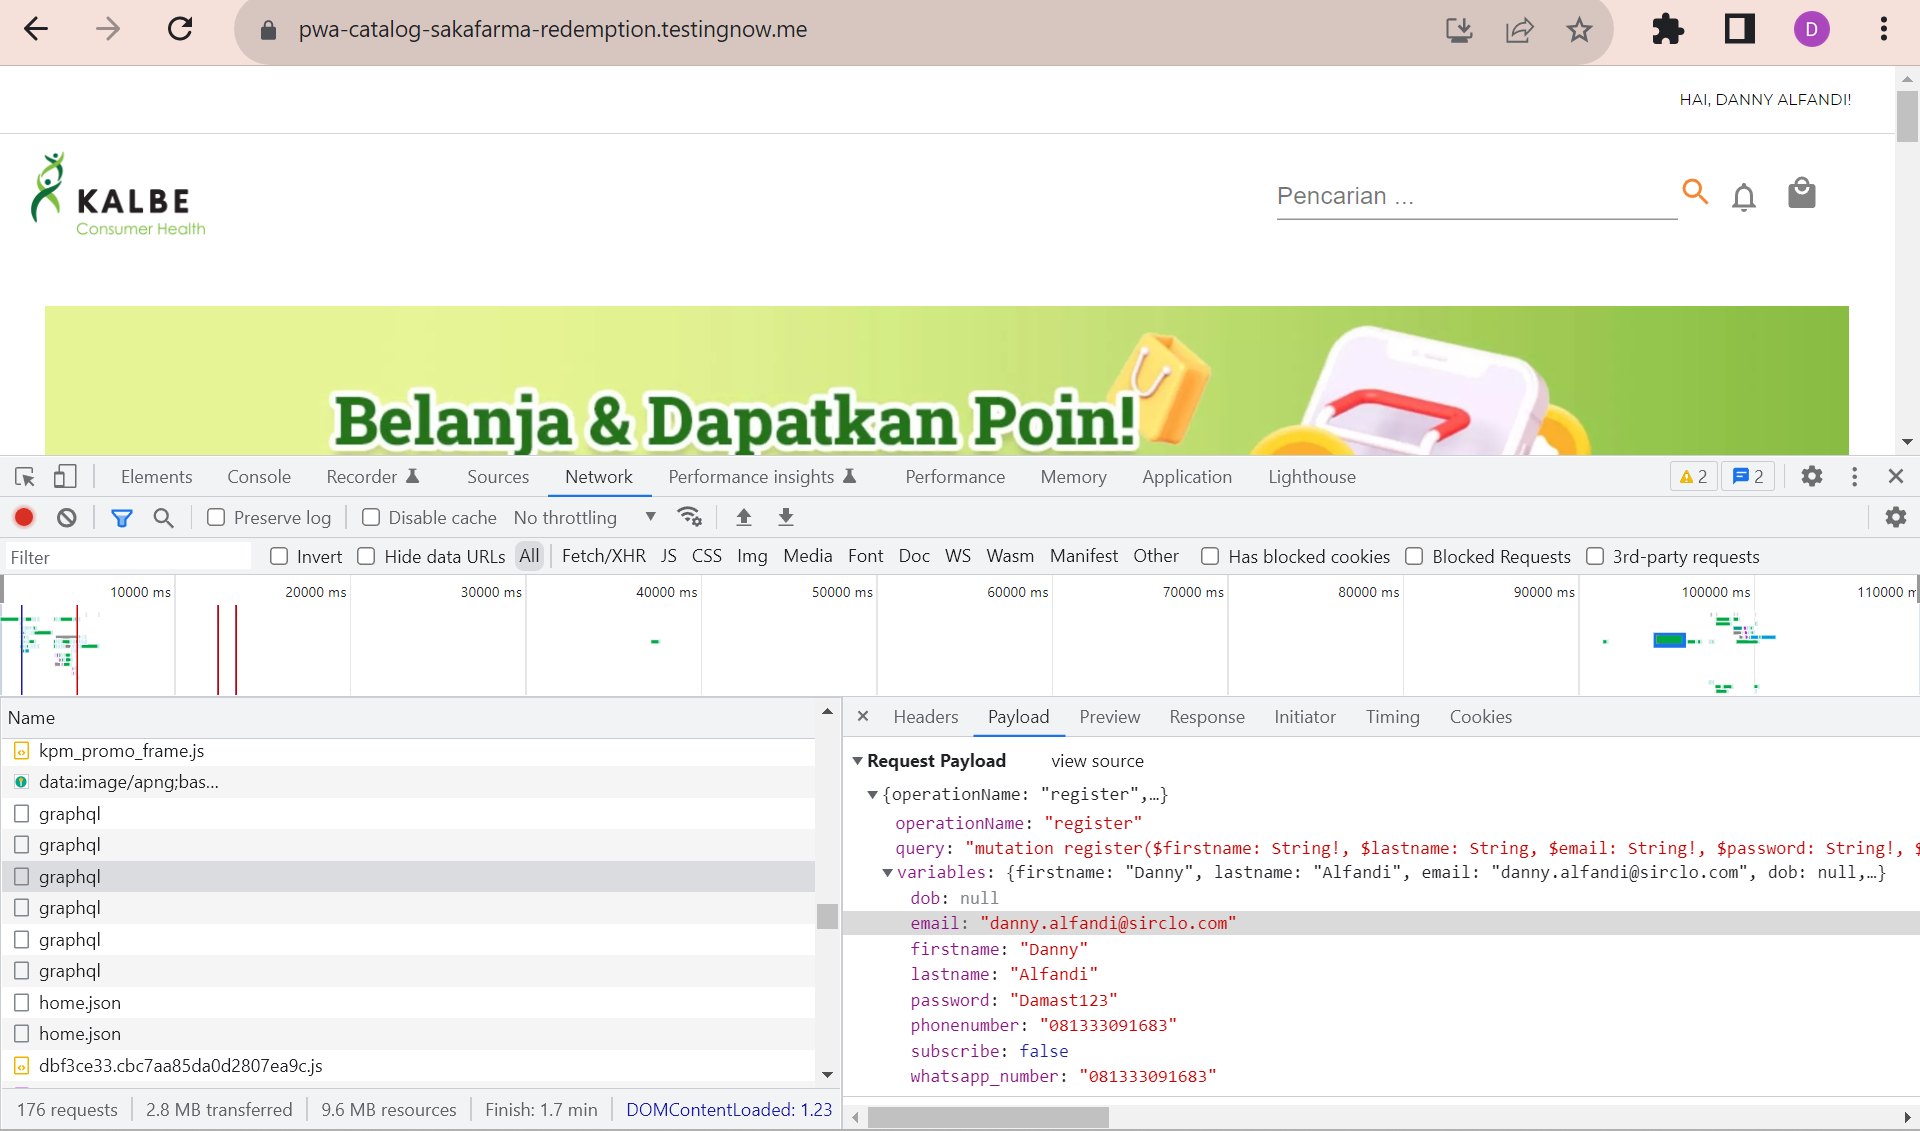 pwa-catalog-sakafarma-redemption.testingnow.me
D
HAI, DANNY ALFANDI!
KALBE
Consumer Health
Pencarian ...
Belanja & Dapatkan Poin!
Elements Console Recorder Sources Network Performance insights Performance Memory Application Lighthouse 2 2
Preserve log Disable cache No throttling
Filter Invert Hide data URLs All Fetch/XHR JS CSS Img Media Font Doc WS Wasm Manifest Other Has blocked cookies Blocked Requests 3rd-party requests
10000 ms 20000 ms 30000 ms 40000 ms 50000 ms 60000 ms 70000 ms 80000 ms 90000 ms 100000 ms 110000 m
Name
kpm_promo_frame.js
data:image/apng;bas...
graphql
graphql
graphql
graphql
graphql
graphql
home.json
home.json
dbf3ce33.cbc7aa85da0d2807ea9c.js
176 requests 2.8 MB transferred 9.6 MB resources Finish: 1.7 min DOMContentLoaded: 1.23
Headers Payload Preview Response Initiator Timing Cookies
Request Payload view source
{operationName: "register",…}
operationName: "register"
query: "mutation register($firstname: String!, $lastname: String, $email: String!, $password: String!, $
variables: {firstname: "Danny", lastname: "Alfandi", email: "danny.alfandi@sirclo.com", dob: null,…}
dob: null
email: "danny.alfandi@sirclo.com"
firstname: "Danny"
lastname: "Alfandi"
password: "Damast123"
phonenumber: "081333091683"
subscribe: false
whatsapp_number: "081333091683"